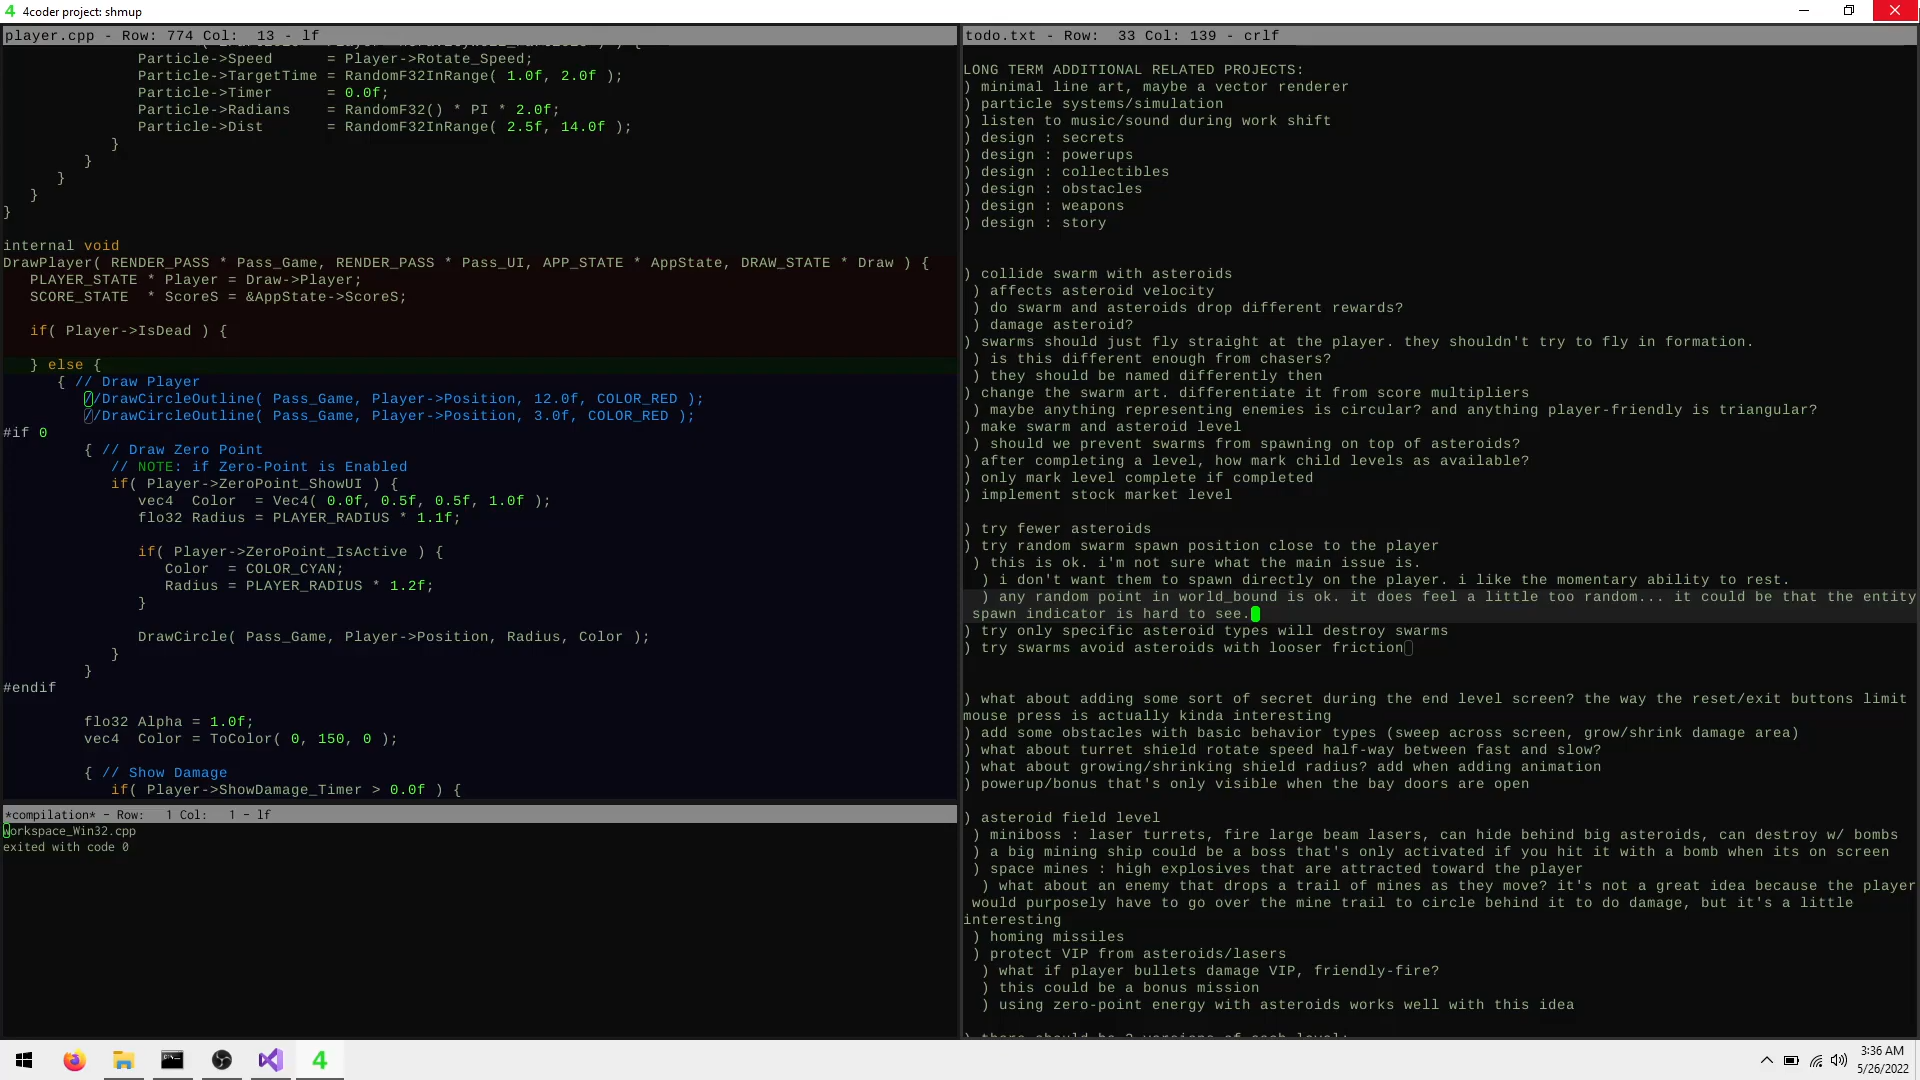 4 4coder project: shmup
player.cpp - Row: 774 Col:  13 - lf
Particle->Speed      = Player->Rotate_Speed;
Particle->TargetTime = RandomF32InRange( 1.0f, 2.0f );
Particle->Timer      = 0.0f;
Particle->Radians    = RandomF32() * PI * 2.0f;
Particle->Dist       = RandomF32InRange( 2.5f, 14.0f );
}
}
}
}
}
internal void
DrawPlayer( RENDER_PASS * Pass_Game, RENDER_PASS * Pass_UI, APP_STATE * AppState, DRAW_STATE * Draw ) {
PLAYER_STATE * Player = Draw->Player;
SCORE_STATE  * ScoreS = &AppState->ScoreS;
if( Player->IsDead ) {
} else {
{ // Draw Player
//DrawCircleOutline( Pass_Game, Player->Position, 12.0f, COLOR_RED );
//DrawCircleOutline( Pass_Game, Player->Position, 3.0f, COLOR_RED );
#if 0
{ // Draw Zero Point
// NOTE: if Zero-Point is Enabled
if( Player->ZeroPoint_ShowUI ) {
vec4  Color  = Vec4( 0.0f, 0.5f, 0.5f, 1.0f );
flo32 Radius = PLAYER_RADIUS * 1.1f;
if( Player->ZeroPoint_IsActive ) {
Color  = COLOR_CYAN;
Radius = PLAYER_RADIUS * 1.2f;
}
DrawCircle( Pass_Game, Player->Position, Radius, Color );
}
}
#endif
flo32 Alpha = 1.0f;
vec4  Color = ToColor( 0, 150, 0 );
{ // Show Damage
if( Player->ShowDamage_Timer > 0.0f ) {
*compilation* - Row:   1 Col:   1 - lf
workspace_Win32.cpp
exited with code 0
todo.txt - Row:  33 Col: 139 - crlf
LONG TERM ADDITIONAL RELATED PROJECTS:
) minimal line art, maybe a vector renderer
) particle systems/simulation
) listen to music/sound during work shift
) design : secrets
) design : powerups
) design : collectibles
) design : obstacles
) design : weapons
) design : story
) collide swarm with asteroids
) affects asteroid velocity
) do swarm and asteroids drop different rewards?
) damage asteroid?
) swarms should just fly straight at the player. they shouldn't try to fly in formation.
) is this different enough from chasers?
) they should be named differently then
) change the swarm art. differentiate it from score multipliers
) maybe anything representing enemies is circular? and anything player-friendly is triangular?
) make swarm and asteroid level
) should we prevent swarms from spawning on top of asteroids?
) after completing a level, how mark child levels as available?
) only mark level complete if completed
) implement stock market level
) try fewer asteroids
) try random swarm spawn position close to the player
) this is ok. i'm not sure what the main issue is.
) i don't want them to spawn directly on the player. i like the momentary ability to rest.
) any random point in world_bound is ok. it does feel a little too random... it could be that the entity
spawn indicator is hard to see.
) try only specific asteroid types will destroy swarms
) try swarms avoid asteroids with looser friction
) what about adding some sort of secret during the end level screen? the way the reset/exit buttons limit
mouse press is actually kinda interesting
) add some obstacles with basic behavior types (sweep across screen, grow/shrink damage area)
) what about turret shield rotate speed half-way between fast and slow?
) what about growing/shrinking shield radius? add when adding animation
) powerup/bonus that's only visible when the bay doors are open
) asteroid field level
) miniboss : laser turrets, fire large beam lasers, can hide behind big asteroids, can destroy w/ bombs
) a big mining ship could be a boss that's only activated if you hit it with a bomb when its on screen
) space mines : high explosives that are attracted toward the player
) what about an enemy that drops a trail of mines as they move? it's not a great idea because the player
would purposely have to go over the mine trail to circle behind it to do damage, but it's a little
interesting
) homing missiles
) protect VIP from asteroids/lasers
) what if player bullets damage VIP, friendly-fire?
) this could be a bonus mission
) using zero-point energy with asteroids works well with this idea
4
3:36 AM
5/26/2022